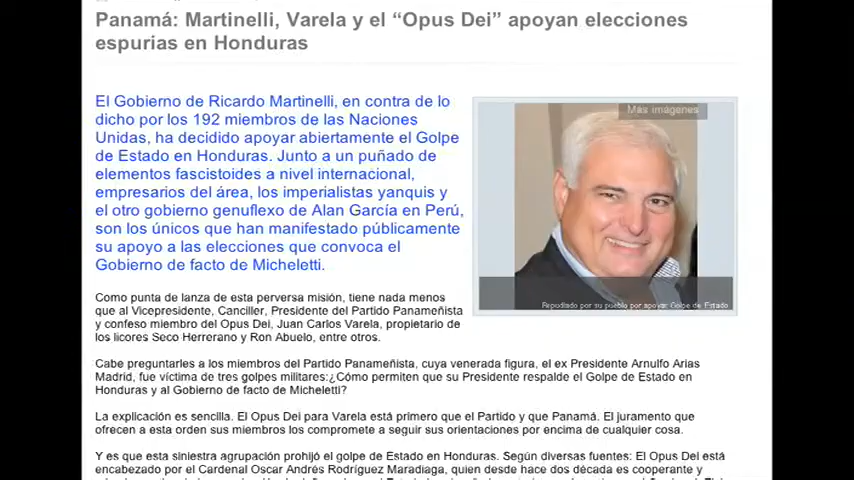 Panamá: Martinelli, Varela y el “Opus Dei” apoyan elecciones
espurias en Honduras
El Gobierno de Ricardo Martinelli, en contra de lo
dicho por los 192 miembros de las Naciones
Unidas, ha decidido apoyar abiertamente el Golpe
de Estado en Honduras. Junto a un puñado de
elementos fascistoides a nivel internacional,
empresarios del área, los imperialistas yanquis y
el otro gobierno genuflexo de Alan García en Perú,
son los únicos que han manifestado públicamente
su apoyo a las elecciones que convoca el
Gobierno de facto de Micheletti.
Más imágenes
Repudiado por su pueblo por apoyar Golpe de Estado
Como punta de lanza de esta perversa misión, tiene nada menos
que al Vicepresidente, Canciller, Presidente del Partido Panameñista
y confeso miembro del Opus Dei, Juan Carlos Varela, propietario de
los licores Seco Herrerano y Ron Abuelo, entre otros.
Cabe preguntarles a los miembros del Partido Panameñista, cuya venerada figura, el ex Presidente Arnulfo Arias
Madrid, fue víctima de tres golpes militares:¿Cómo permiten que su Presidente respalde el Golpe de Estado en
Honduras y al Gobierno de facto de Micheletti?
La explicación es sencilla. El Opus Dei para Varela está primero que el Partido y que Panamá. El juramento que
ofrecen a esta orden sus miembros los compromete a seguir sus orientaciones por encima de cualquier cosa.
Y es que esta siniestra agrupación prohijó el golpe de Estado en Honduras. Según diversas fuentes: El Opus Dei está
encabezado por el Cardenal Oscar Andrés Rodríguez Maradiaga, quien desde hace dos década es cooperante y